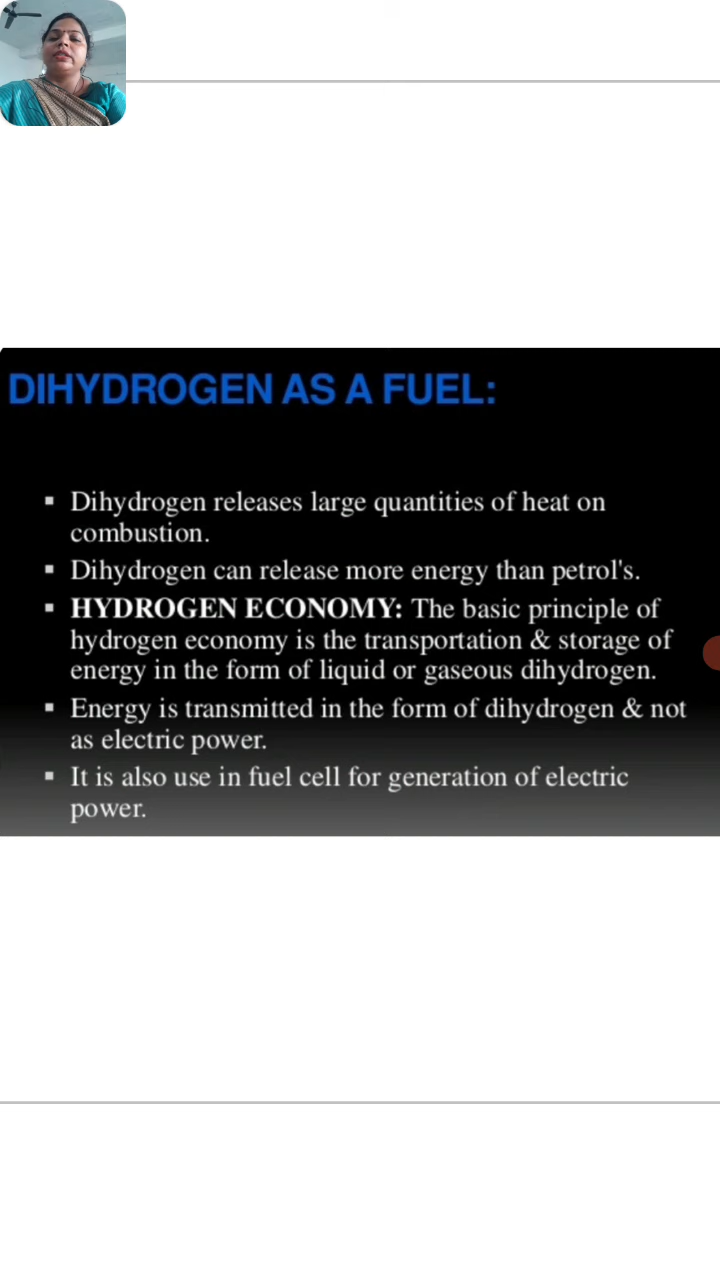 DIHYDROGEN AS A FUEL:
▪ Dihydrogen releases large quantities of heat on
combustion.
▪ Dihydrogen can release more energy than petrol's.
▪ HYDROGEN ECONOMY: The basic principle of
hydrogen economy is the transportation & storage of
energy in the form of liquid or gaseous dihydrogen.
▪ Energy is transmitted in the form of dihydrogen & not
as electric power.
▪ It is also use in fuel cell for generation of electric
power.